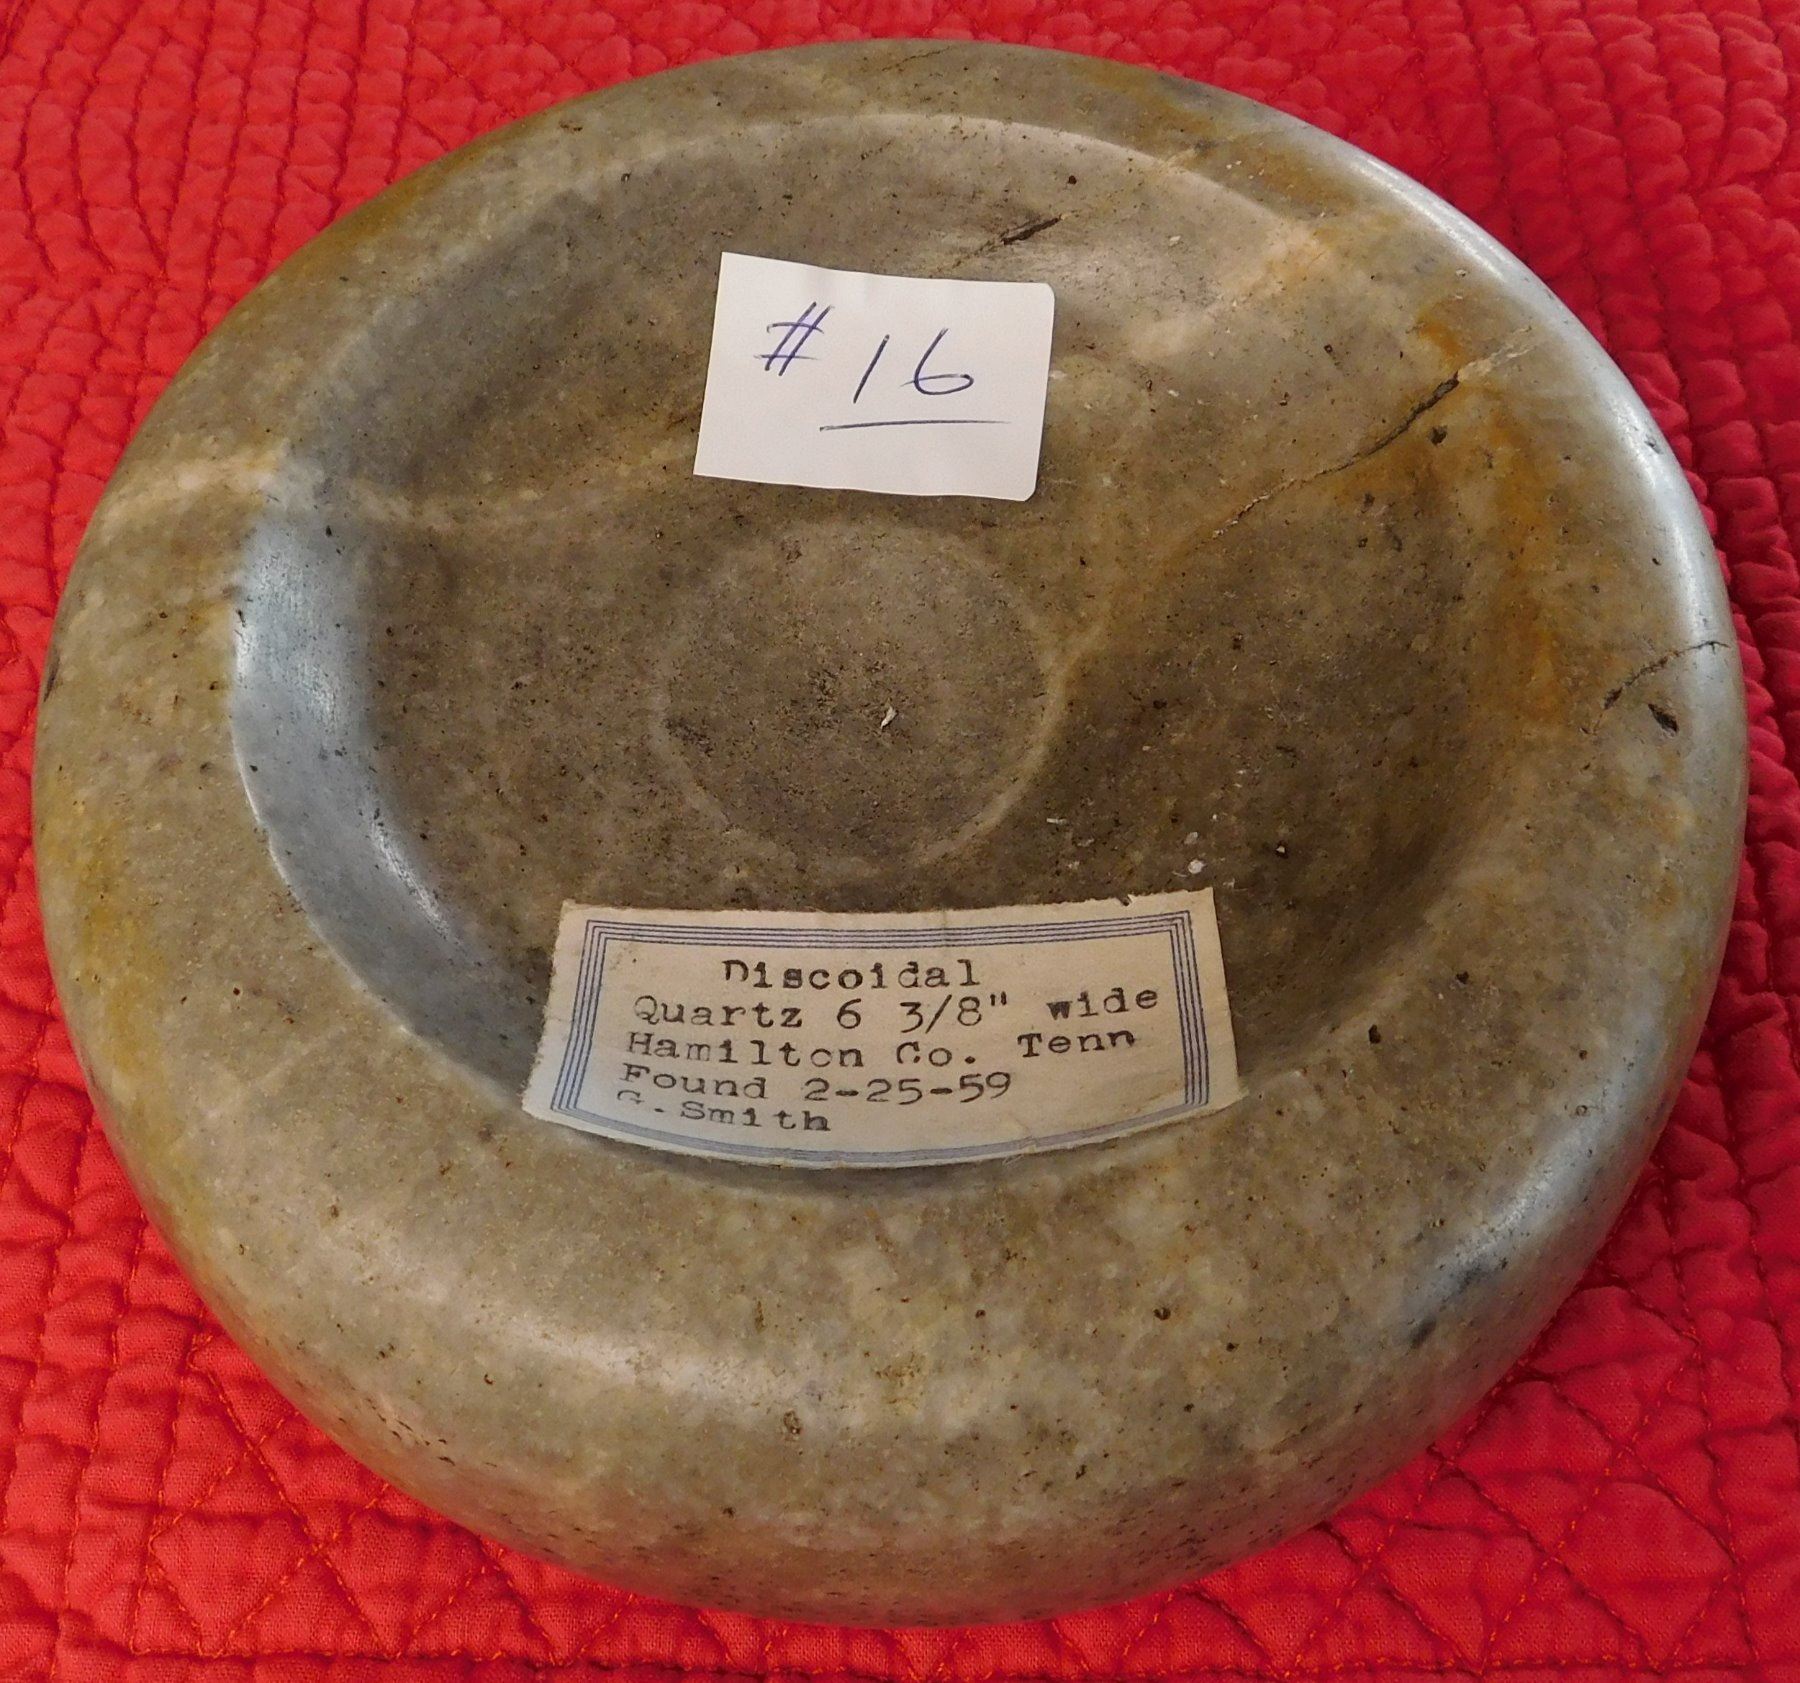 # 16
Discoidal
Quartz 6 3/8" wide
Hamilton Co. Tenn
Found 2-25-59
G. Smith